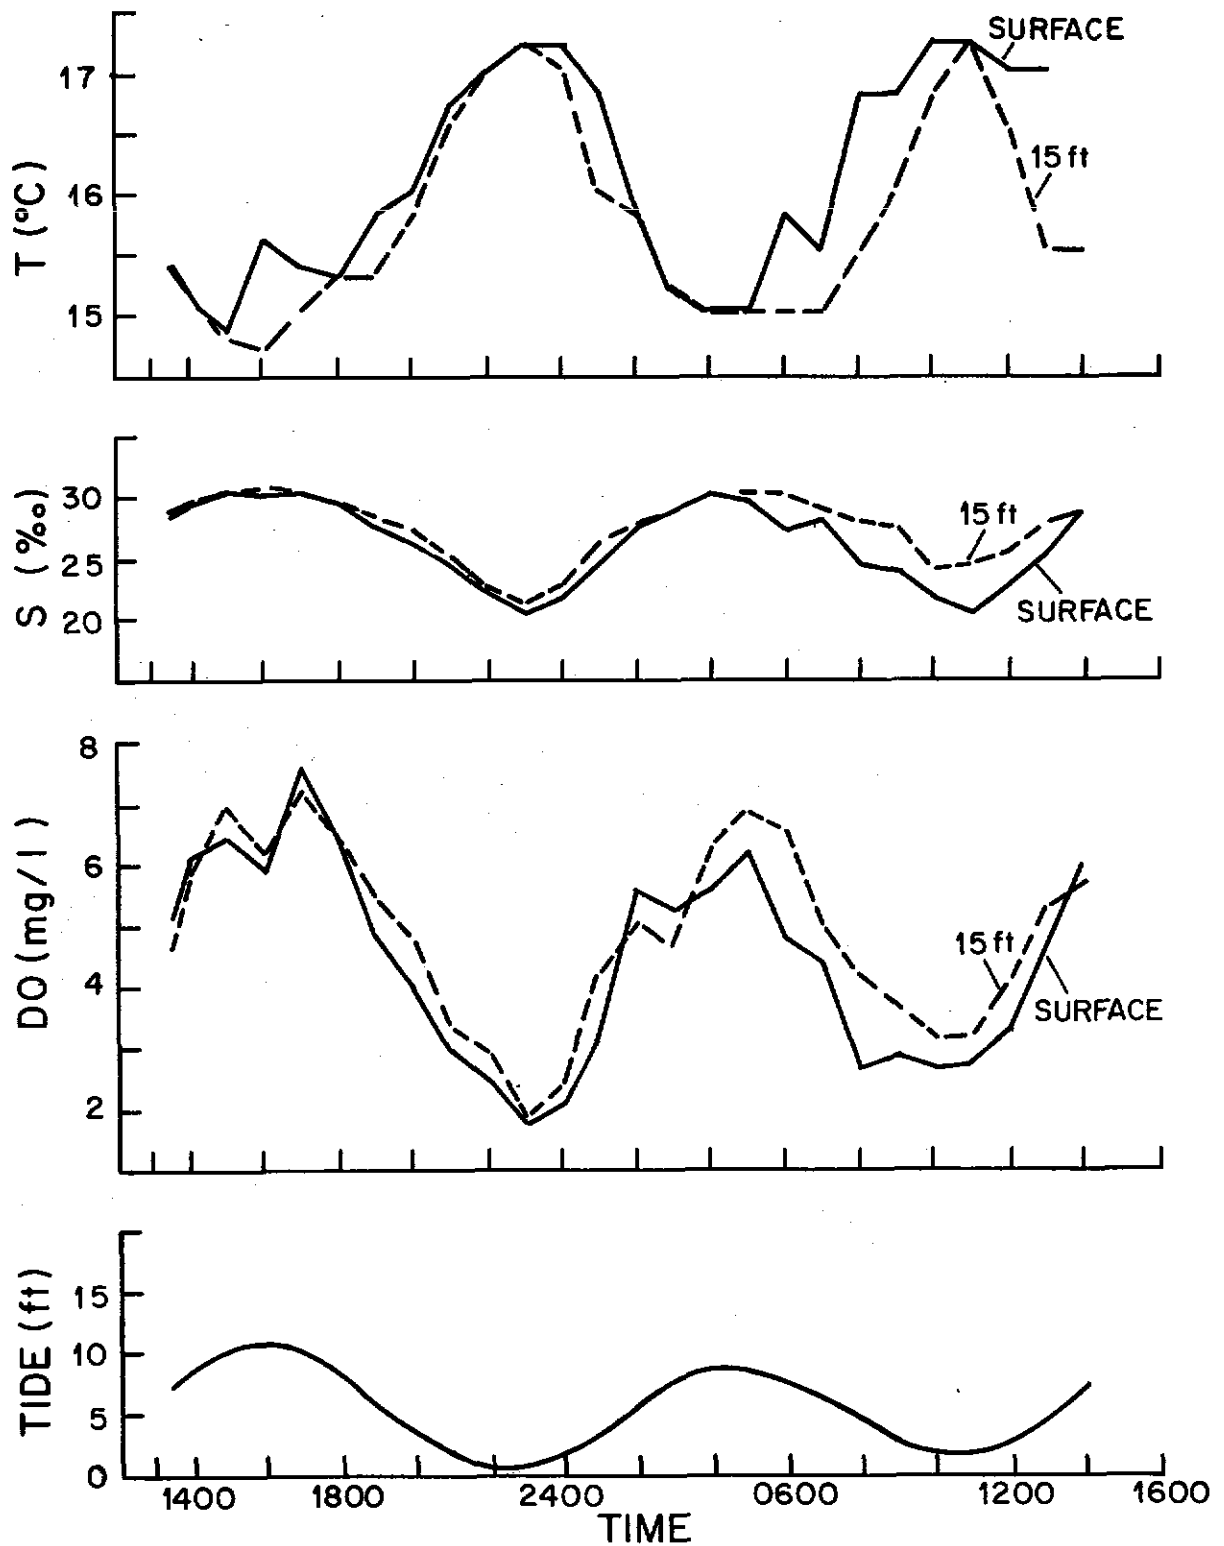 SURFACE
17
15 ft
16
T (°C)
15
30
15 ft
S (‰)
25
SURFACE
20
8
6
DO (mg/l)
15 ft
4
SURFACE
2
15
TIDE (ft)
10
5
0
1400 1800 2400 0600 1200 1600
TIME